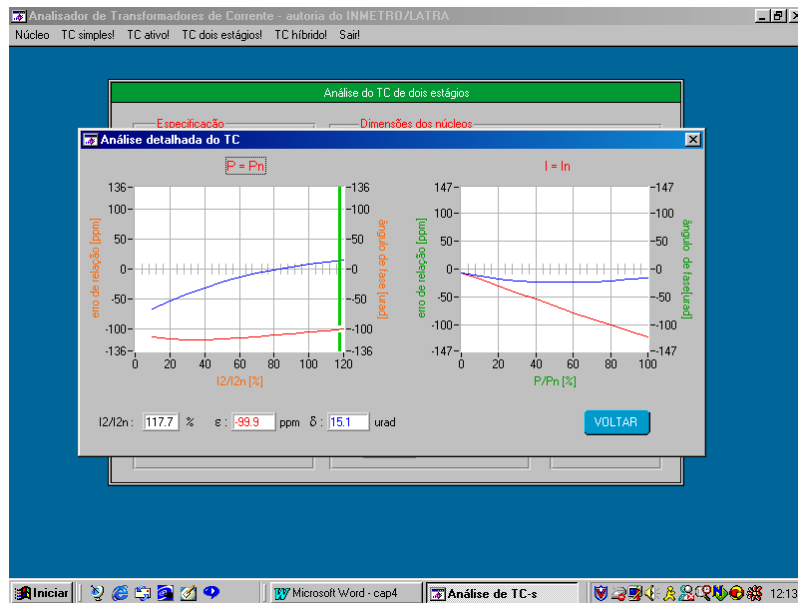 Analisador de Transformadores de Corrente - autoria do INMETRO/LATRA
Núcleo TC simples! TC ativo! TC dois estágios! TC híbrido! Sair!
Análise do TC de dois estágios
Especificação Dimensões dos núcleos
Análise detalhada do TC
P = Pn
I = In
erro de relação [ppm]
136
100
50
0
-50
-100
-136
136
100
50
0
-50
-100
-136
ângulo de fase [urad]
0 20 40 60 80 100 120
I2/I2n [%]
erro de relação [ppm]
147
100
50
0
-50
-100
-147
147
100
50
0
-50
-100
-147
ângulo de fase[urad]
0 20 40 60 80 100
P/Pn [%]
I2/I2n : 117.7 % ε : -99.9 ppm δ : 15.1 urad
VOLTAR
Iniciar
Microsoft Word - cap4
Análise de TC-s
12:13